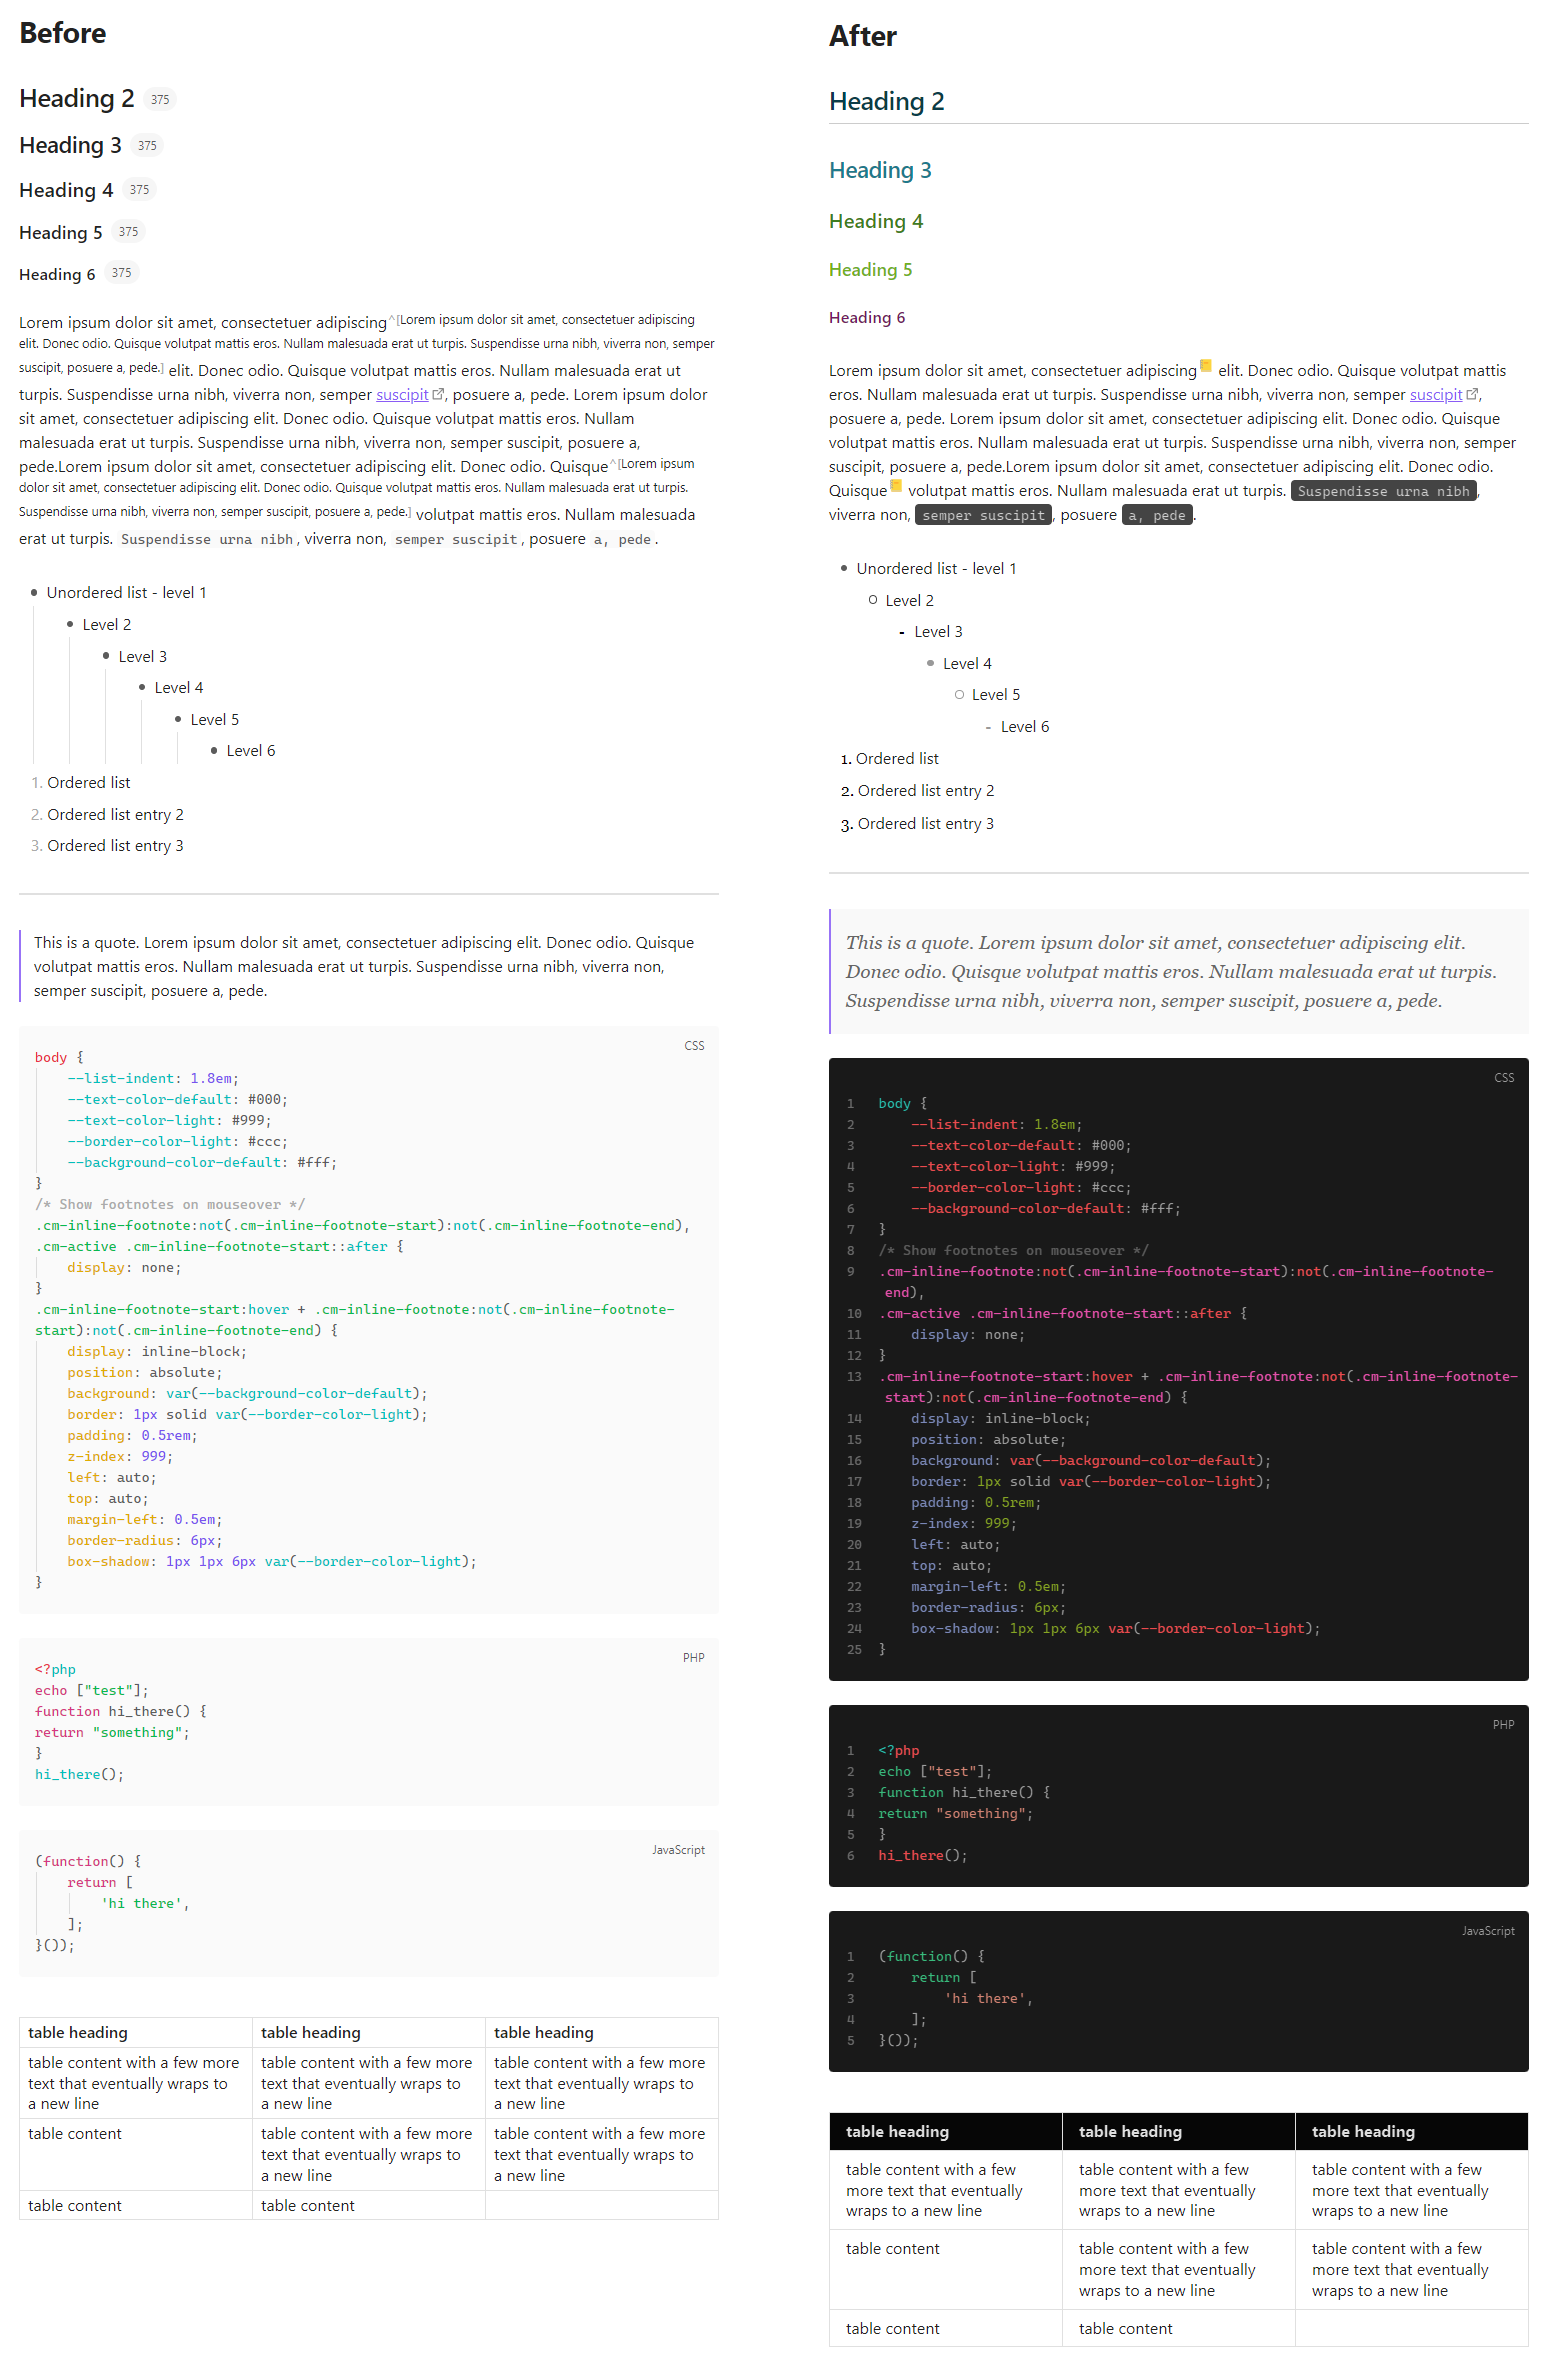 Before
Heading 2 375
Heading 3 375
Heading 4 375
Heading 5 375
Heading 6 375
Lorem ipsum dolor sit amet, consectetuer adipiscing^[Lorem ipsum dolor sit amet, consectetuer adipiscing
elit. Donec odio. Quisque volutpat mattis eros. Nullam malesuada erat ut turpis. Suspendisse urna nibh, viverra non, semper
suscipit, posuere a, pede.] elit. Donec odio. Quisque volutpat mattis eros. Nullam malesuada erat ut
turpis. Suspendisse urna nibh, viverra non, semper suscipit, posuere a, pede. Lorem ipsum dolor
sit amet, consectetuer adipiscing elit. Donec odio. Quisque volutpat mattis eros. Nullam
malesuada erat ut turpis. Suspendisse urna nibh, viverra non, semper suscipit, posuere a,
pede.Lorem ipsum dolor sit amet, consectetuer adipiscing elit. Donec odio. Quisque^[Lorem ipsum
dolor sit amet, consectetuer adipiscing elit. Donec odio. Quisque volutpat mattis eros. Nullam malesuada erat ut turpis.
Suspendisse urna nibh, viverra non, semper suscipit, posuere a, pede.] volutpat mattis eros. Nullam malesuada
erat ut turpis. Suspendisse urna nibh, viverra non, semper suscipit, posuere a, pede.
Unordered list - level 1
Level 2
Level 3
Level 4
Level 5
Level 6
1. Ordered list
2. Ordered list entry 2
3. Ordered list entry 3
This is a quote. Lorem ipsum dolor sit amet, consectetuer adipiscing elit. Donec odio. Quisque
volutpat mattis eros. Nullam malesuada erat ut turpis. Suspendisse urna nibh, viverra non,
semper suscipit, posuere a, pede.
CSS
body {
--list-indent: 1.8em;
--text-color-default: #000;
--text-color-light: #999;
--border-color-light: #ccc;
--background-color-default: #fff;
}
/* Show footnotes on mouseover */
.cm-inline-footnote:not(.cm-inline-footnote-start):not(.cm-inline-footnote-end),
.cm-active .cm-inline-footnote-start::after {
display: none;
}
.cm-inline-footnote-start:hover + .cm-inline-footnote:not(.cm-inline-footnote-
start):not(.cm-inline-footnote-end) {
display: inline-block;
position: absolute;
background: var(--background-color-default);
border: 1px solid var(--border-color-light);
padding: 0.5rem;
z-index: 999;
left: auto;
top: auto;
margin-left: 0.5em;
border-radius: 6px;
box-shadow: 1px 1px 6px var(--border-color-light);
}
PHP
<?php
echo ["test"];
function hi_there() {
return "something";
}
hi_there();
JavaScript
(function() {
return [
'hi there',
];
}());
table heading table heading table heading
table content with a few more table content with a few more table content with a few more
text that eventually wraps to text that eventually wraps to text that eventually wraps to
a new line a new line a new line
table content table content with a few more table content with a few more
text that eventually wraps to text that eventually wraps to
a new line a new line
table content table content
After
Heading 2
Heading 3
Heading 4
Heading 5
Heading 6
Lorem ipsum dolor sit amet, consectetuer adipiscing elit. Donec odio. Quisque volutpat mattis
eros. Nullam malesuada erat ut turpis. Suspendisse urna nibh, viverra non, semper suscipit,
posuere a, pede. Lorem ipsum dolor sit amet, consectetuer adipiscing elit. Donec odio. Quisque
volutpat mattis eros. Nullam malesuada erat ut turpis. Suspendisse urna nibh, viverra non, semper
suscipit, posuere a, pede.Lorem ipsum dolor sit amet, consectetuer adipiscing elit. Donec odio.
Quisque volutpat mattis eros. Nullam malesuada erat ut turpis. Suspendisse urna nibh,
viverra non, semper suscipit, posuere a, pede.
Unordered list - level 1
Level 2
- Level 3
Level 4
Level 5
- Level 6
1. Ordered list
2. Ordered list entry 2
3. Ordered list entry 3
This is a quote. Lorem ipsum dolor sit amet, consectetuer adipiscing elit.
Donec odio. Quisque volutpat mattis eros. Nullam malesuada erat ut turpis.
Suspendisse urna nibh, viverra non, semper suscipit, posuere a, pede.
CSS
1 body {
2 --list-indent: 1.8em;
3 --text-color-default: #000;
4 --text-color-light: #999;
5 --border-color-light: #ccc;
6 --background-color-default: #fff;
7 }
8 /* Show footnotes on mouseover */
9 .cm-inline-footnote:not(.cm-inline-footnote-start):not(.cm-inline-footnote-
end),
10 .cm-active .cm-inline-footnote-start::after {
11 display: none;
12 }
13 .cm-inline-footnote-start:hover + .cm-inline-footnote:not(.cm-inline-footnote-
start):not(.cm-inline-footnote-end) {
14 display: inline-block;
15 position: absolute;
16 background: var(--background-color-default);
17 border: 1px solid var(--border-color-light);
18 padding: 0.5rem;
19 z-index: 999;
20 left: auto;
21 top: auto;
22 margin-left: 0.5em;
23 border-radius: 6px;
24 box-shadow: 1px 1px 6px var(--border-color-light);
25 }
PHP
1 <?php
2 echo ["test"];
3 function hi_there() {
4 return "something";
5 }
6 hi_there();
JavaScript
1 (function() {
2 return [
3 'hi there',
4 ];
5 }());
table heading table heading table heading
table content with a few table content with a few table content with a few
more text that eventually more text that eventually more text that eventually
wraps to a new line wraps to a new line wraps to a new line
table content table content with a few table content with a few
more text that eventually more text that eventually
wraps to a new line wraps to a new line
table content table content